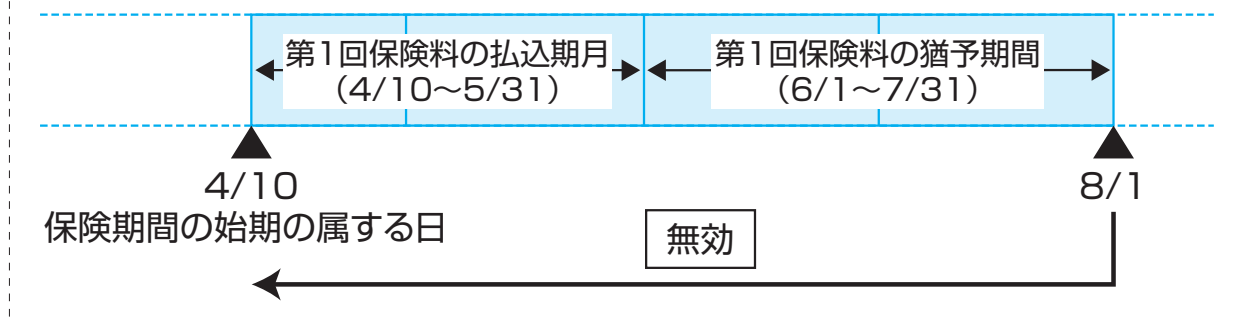 第1回保険料の払込期月
（4/10～5/31）
第1回保険料の猶予期間
（6/1～7/31）
4/10
保険期間の始期の属する日
8/1
無効